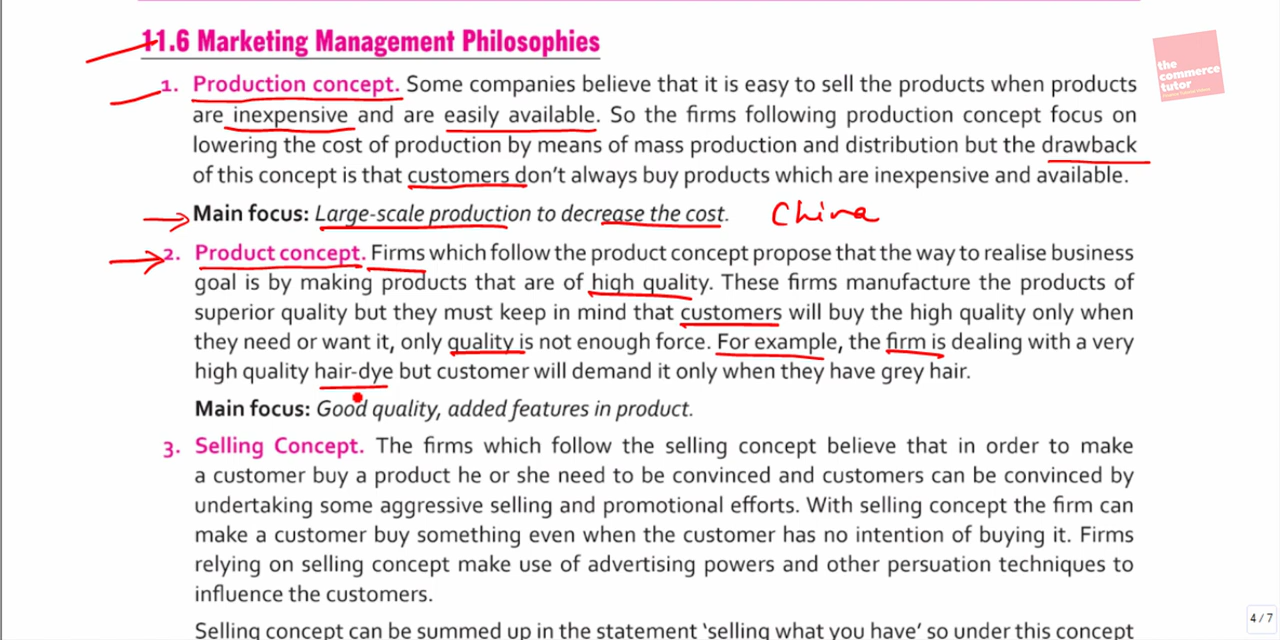 11.6 Marketing Management Philosophies
the
commerce
tutor
1. Production concept. Some companies believe that it is easy to sell the products when products
are inexpensive and are easily available. So the firms following production concept focus on
lowering the cost of production by means of mass production and distribution but the drawback
of this concept is that customers don't always buy products which are inexpensive and available.
Main focus: Large-scale production to decrease the cost. China
2. Product concept. Firms which follow the product concept propose that the way to realise business
goal is by making products that are of high quality. These firms manufacture the products of
superior quality but they must keep in mind that customers will buy the high quality only when
they need or want it, only quality is not enough force. For example, the firm is dealing with a very
high quality hair-dye but customer will demand it only when they have grey hair.
Main focus: Good quality, added features in product.
3. Selling Concept. The firms which follow the selling concept believe that in order to make
a customer buy a product he or she need to be convinced and customers can be convinced by
undertaking some aggressive selling and promotional efforts. With selling concept the firm can
make a customer buy something even when the customer has no intention of buying it. Firms
relying on selling concept make use of advertising powers and other persuation techniques to
influence the customers.
Selling concept can be summed up in the statement 'selling what you have' so under this concept
4 / 7